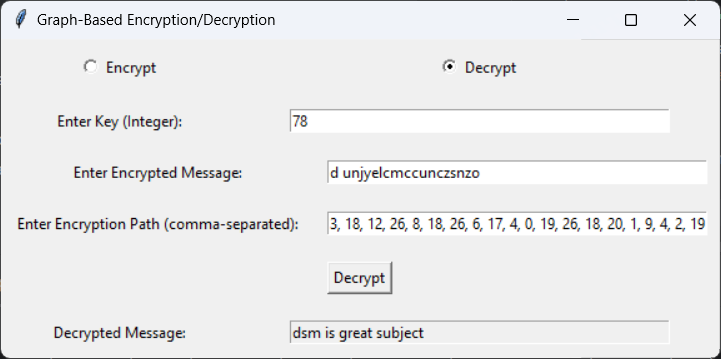 Graph-Based Encryption/Decryption
Encrypt Decrypt
Enter Key (Integer): 78
Enter Encrypted Message: d unjyelcmccunczsnzo
Enter Encryption Path (comma-separated): 3, 18, 12, 26, 8, 18, 26, 6, 17, 4, 0, 19, 26, 18, 20, 1, 9, 4, 2, 19
Decrypt
Decrypted Message: dsm is great subject